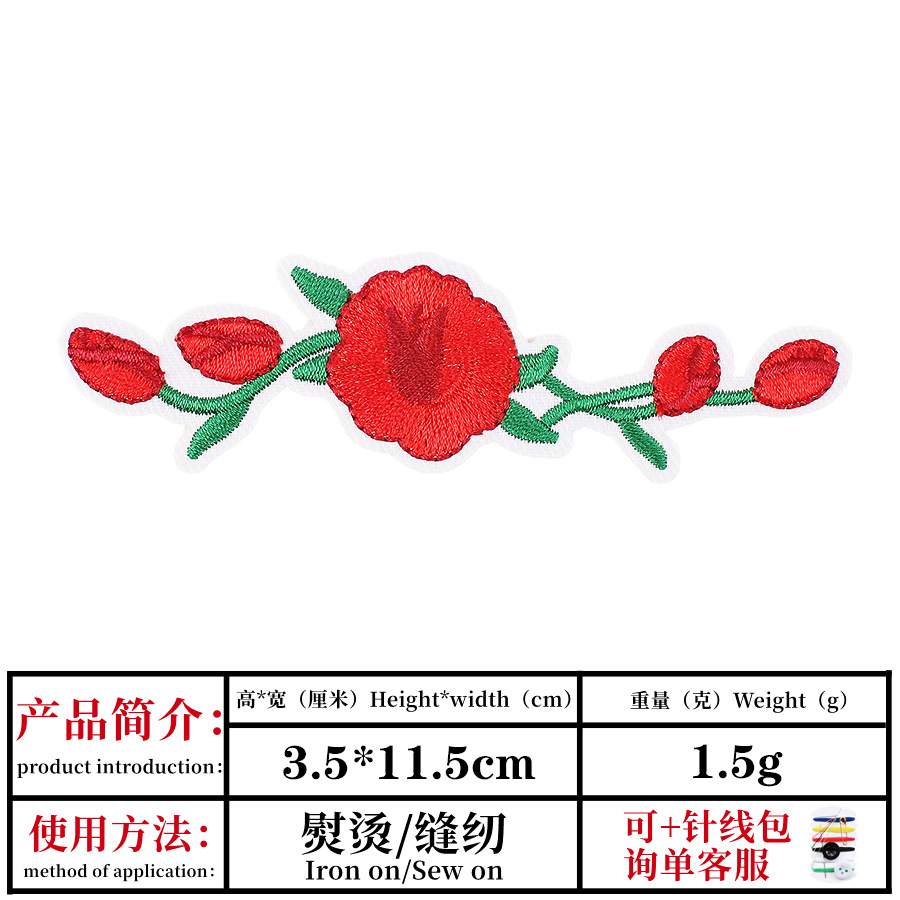 产品简介：
product introduction：
高*宽（厘米）Height*width（cm）
重量（克）Weight（g）
3.5*11.5cm
1.5g
使用方法：
method of application：
熨烫/缝纫
Iron on/Sew on
可+针线包
询单客服